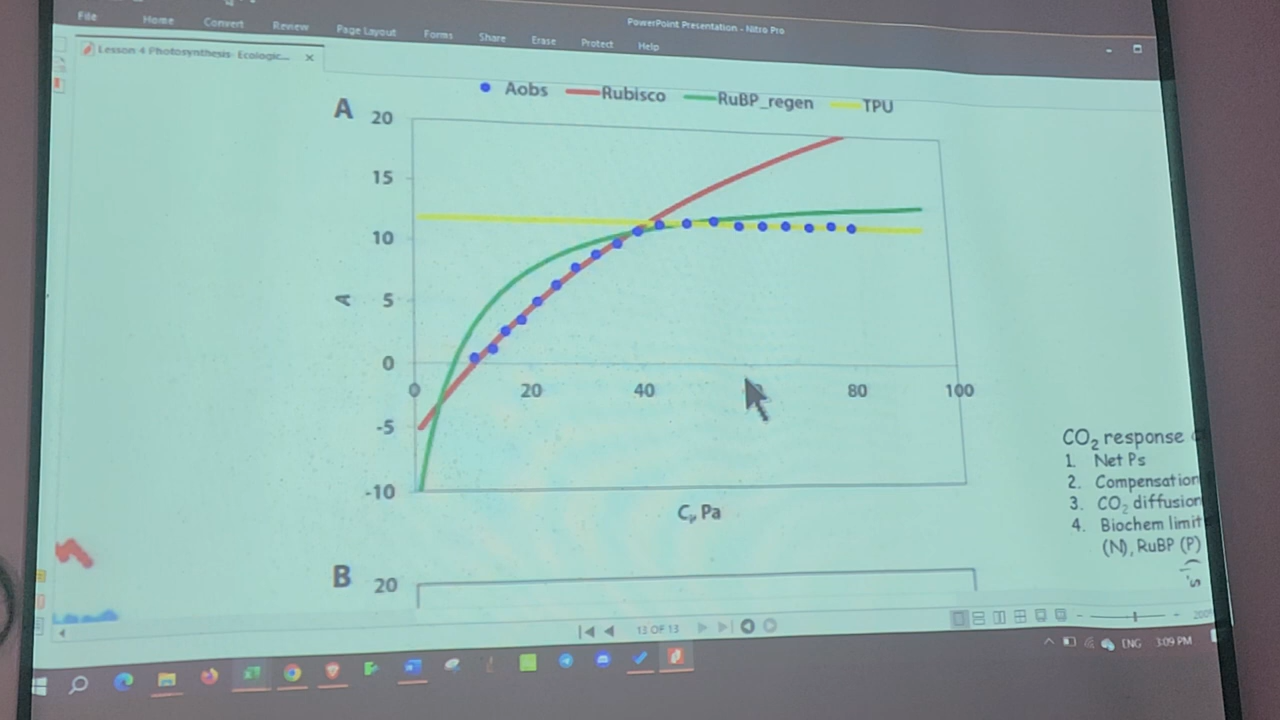 PowerPoint Presentation - Nitro Pro
File Home Convert Review Page Layout Forms Share Erase Protect Help
Lesson 4 Photosynthesis- Ecologic... ×
Aobs Rubisco RuBP_regen TPU
A
20
15
10
5
0
-5
-10
A
0 20 40 80 100
Cᵢ, Pa
CO₂ response
1. Net Ps
2. Compensation
3. CO₂ diffusion
4. Biochem limit
(N), RuBP (P)
B
20
13 OF 13
ENG 3:09 PM